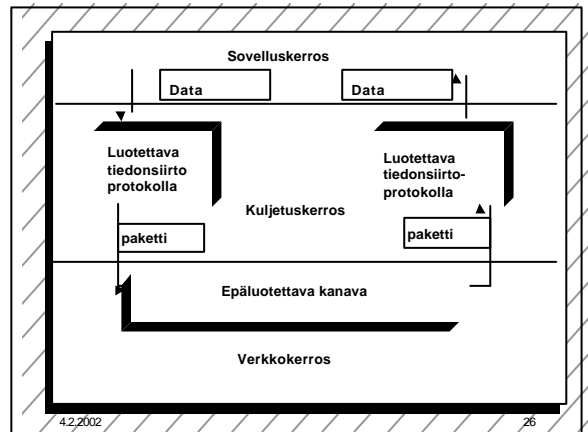 Sovelluskerros
Data
Data
Luotettava
tiedonsiirto
protokolla
Luotettava
tiedonsiirto-
protokolla
Kuljetuskerros
paketti
paketti
Epäluotettava kanava
Verkkokerros
4.2.2002
26